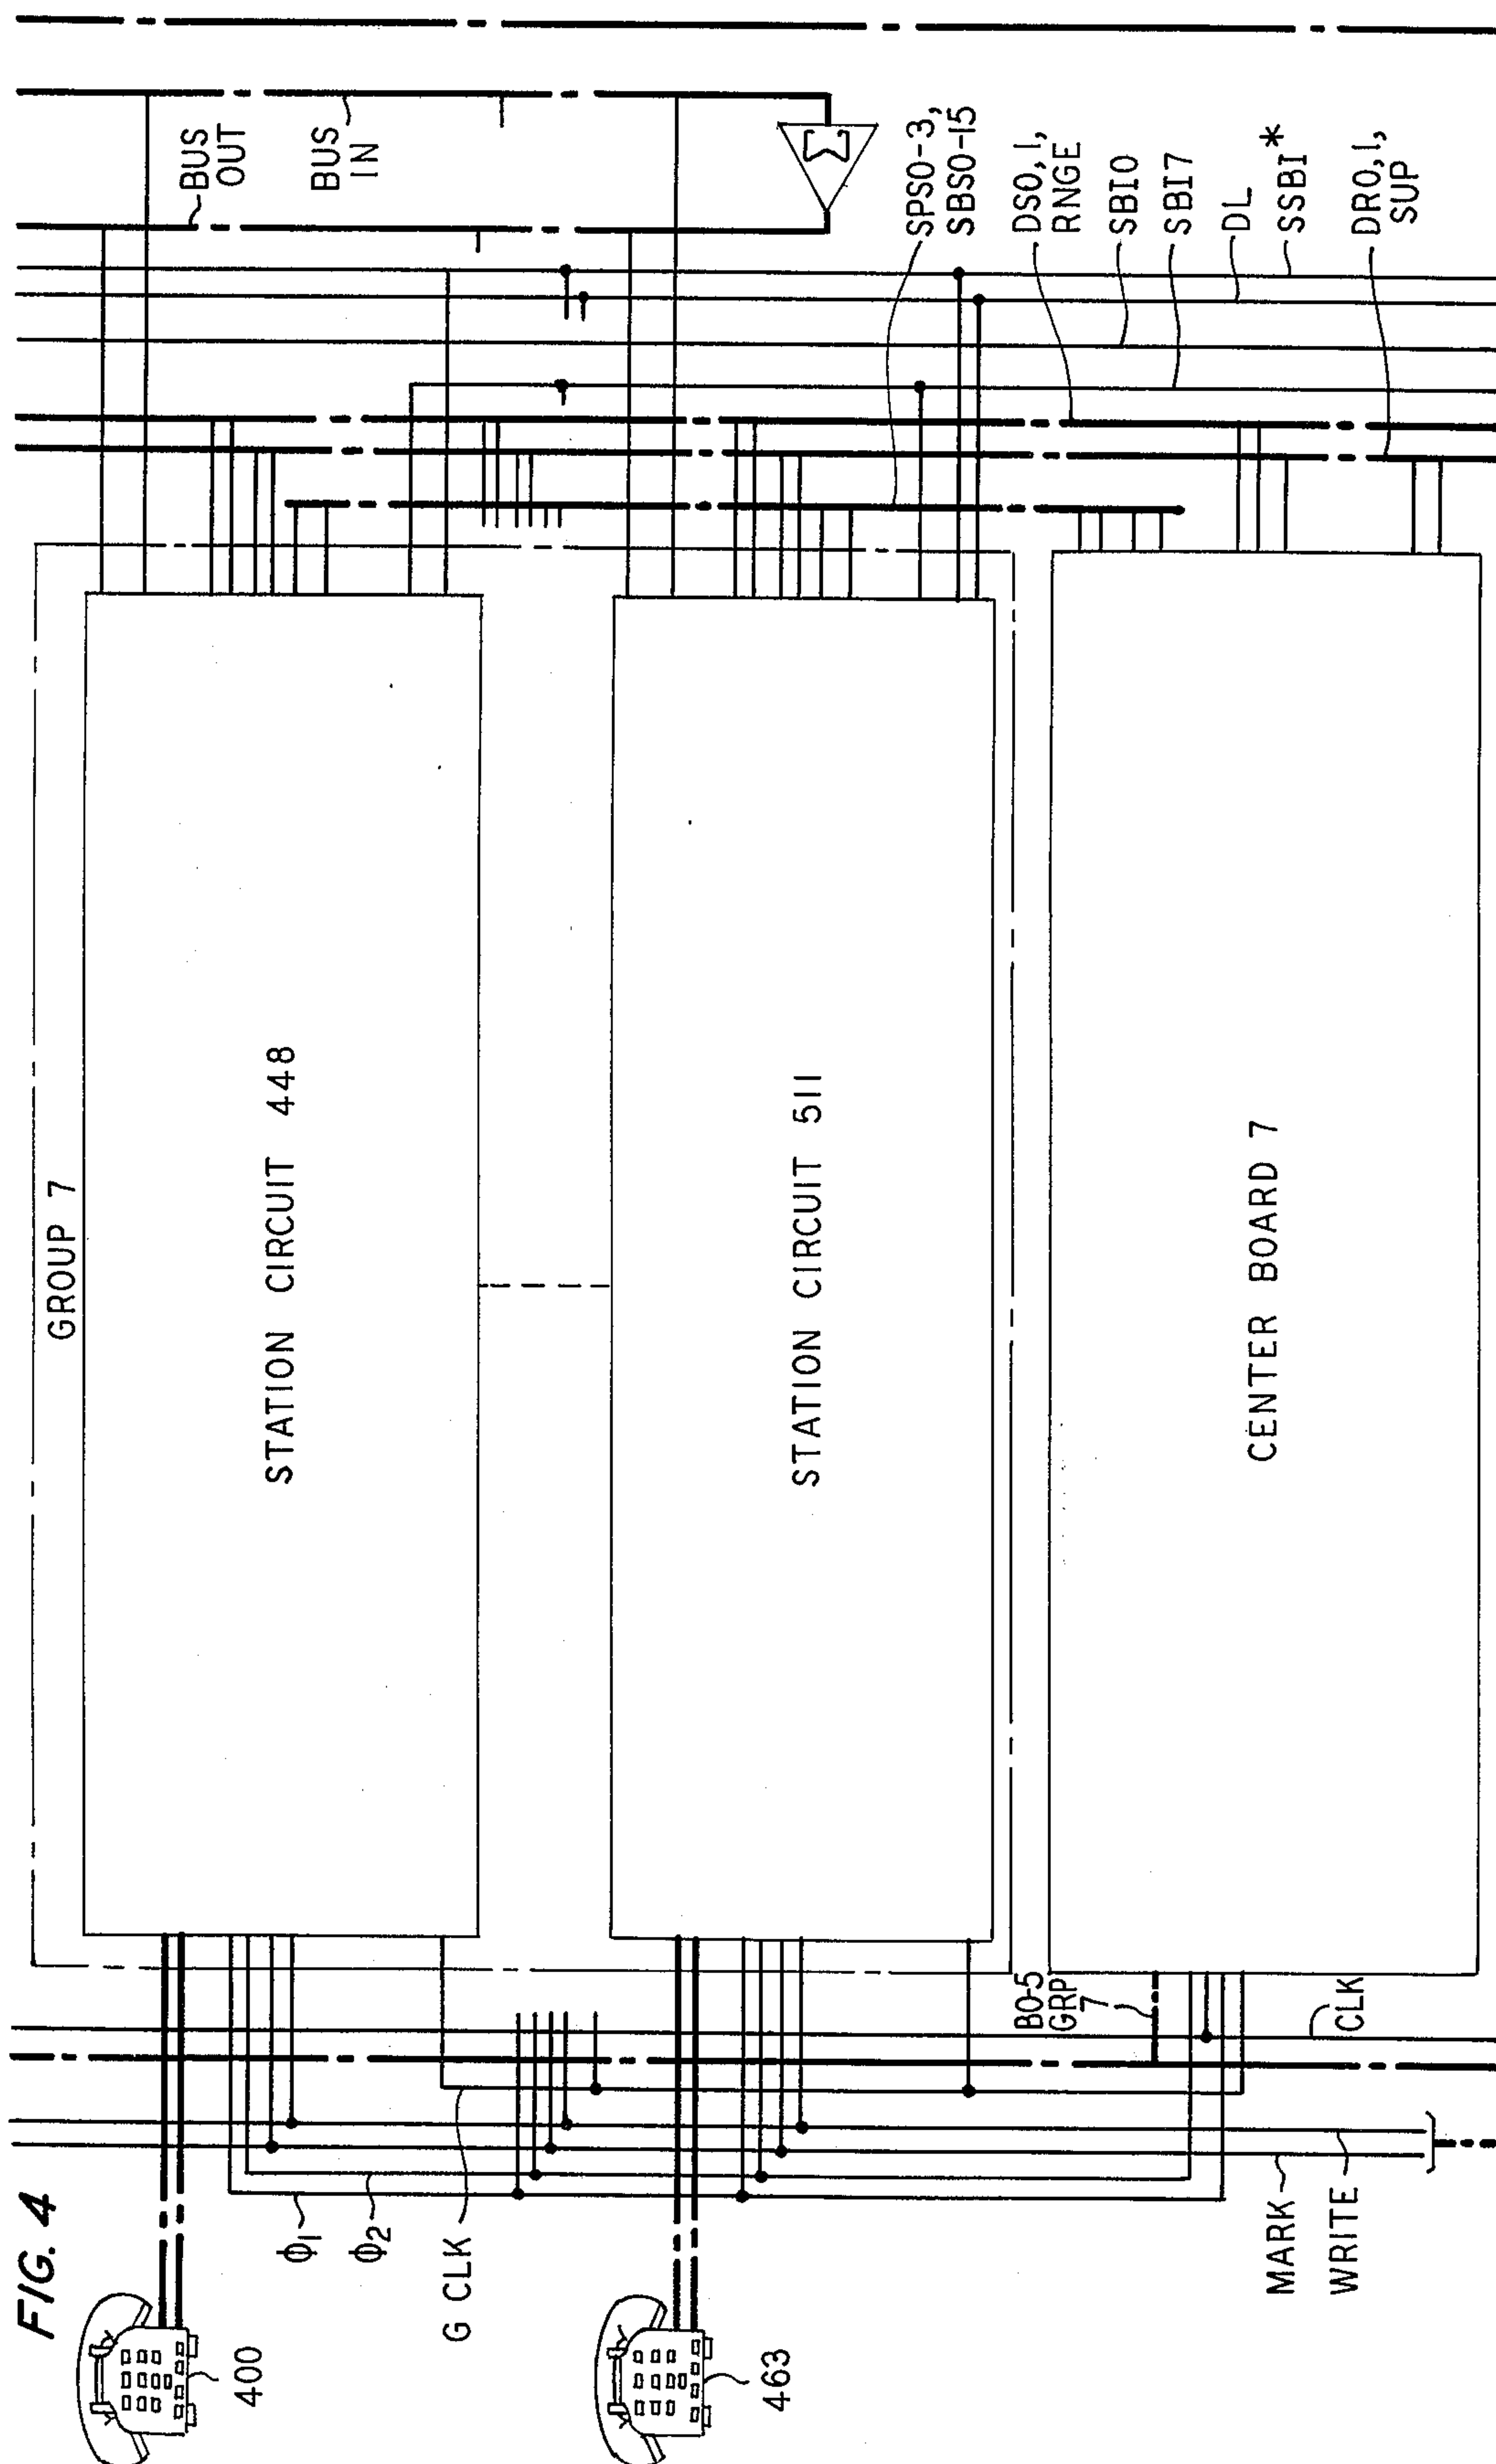 FIG. 4
GROUP 7
400
STATION CIRCUIT 448
BUS
OUT
BUS
IN
Φ1
Φ2
G CLK
463
STATION CIRCUIT 511
Σ
SPS0-3,
SBS0-15
DS0,1,
RNGE
SBI0
SBI7
DL
SSBI*
DR0,1,
SUP
B0-5
GRP
7
CENTER BOARD 7
CLK
MARK
WRITE